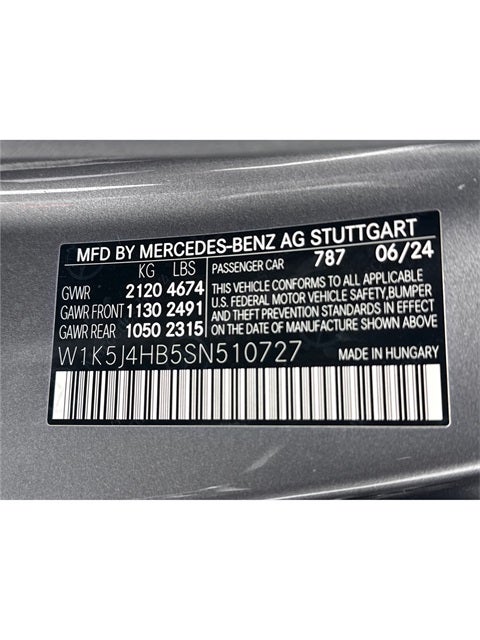 MFD BY MERCEDES-BENZ AG STUTTGART
KG LBS PASSENGER CAR 787 06/24
GVWR 2120 4674
GAWR FRONT 1130 2491
GAWR REAR 1050 2315
THIS VEHICLE CONFORMS TO ALL APPLICABLE
U.S. FEDERAL MOTOR VEHICLE SAFETY,BUMPER
AND THEFT PREVENTION STANDARDS IN EFFECT
ON THE DATE OF MANUFACTURE SHOWN ABOVE.
W1K5J4HB5SN510727 MADE IN HUNGARY